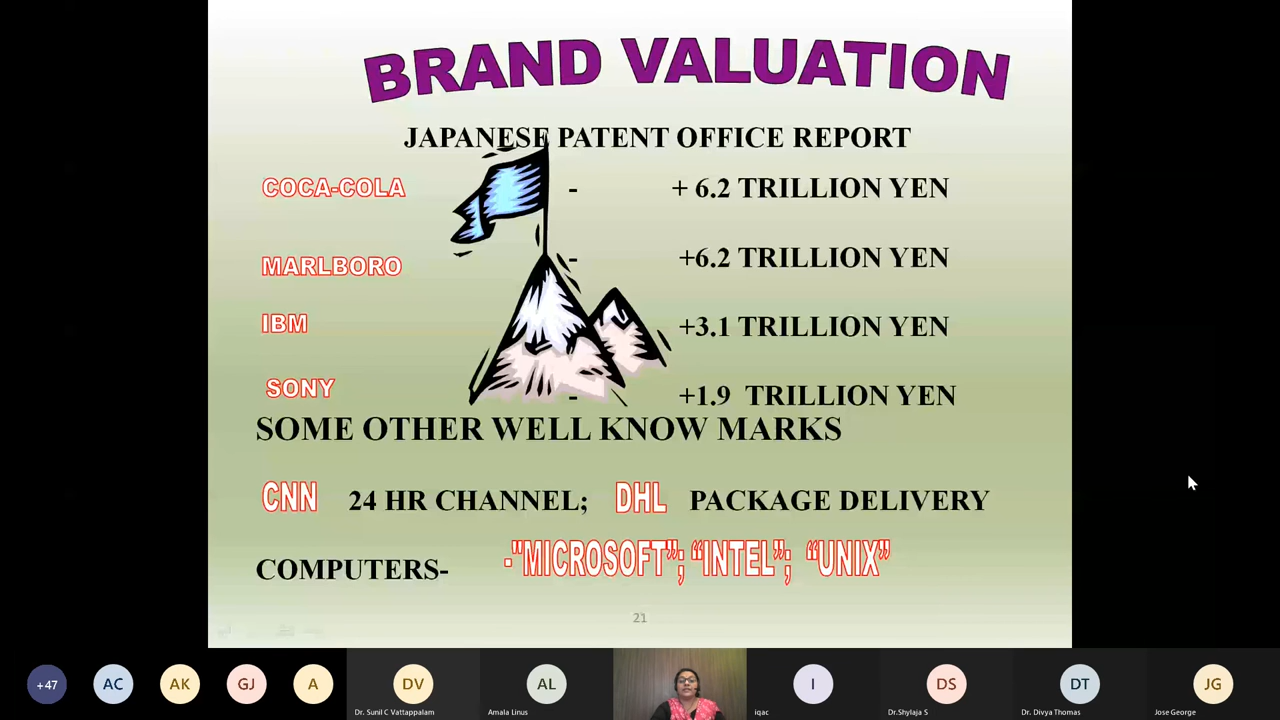 BRAND VALUATION
JAPANESE PATENT OFFICE REPORT
COCA-COLA - + 6.2 TRILLION YEN
MARLBORO - +6.2 TRILLION YEN
IBM +3.1 TRILLION YEN
SONY - +1.9 TRILLION YEN
SOME OTHER WELL KNOW MARKS
CNN 24 HR CHANNEL; DHL PACKAGE DELIVERY
COMPUTERS- -"MICROSOFT"; “INTEL”; “UNIX”
21
+47 AC AK GJ A DV AL I DS DT JG
Dr. Sunil C Vattappalam Amala Linus iqac Dr.Shylaja S Dr. Divya Thomas Jose George